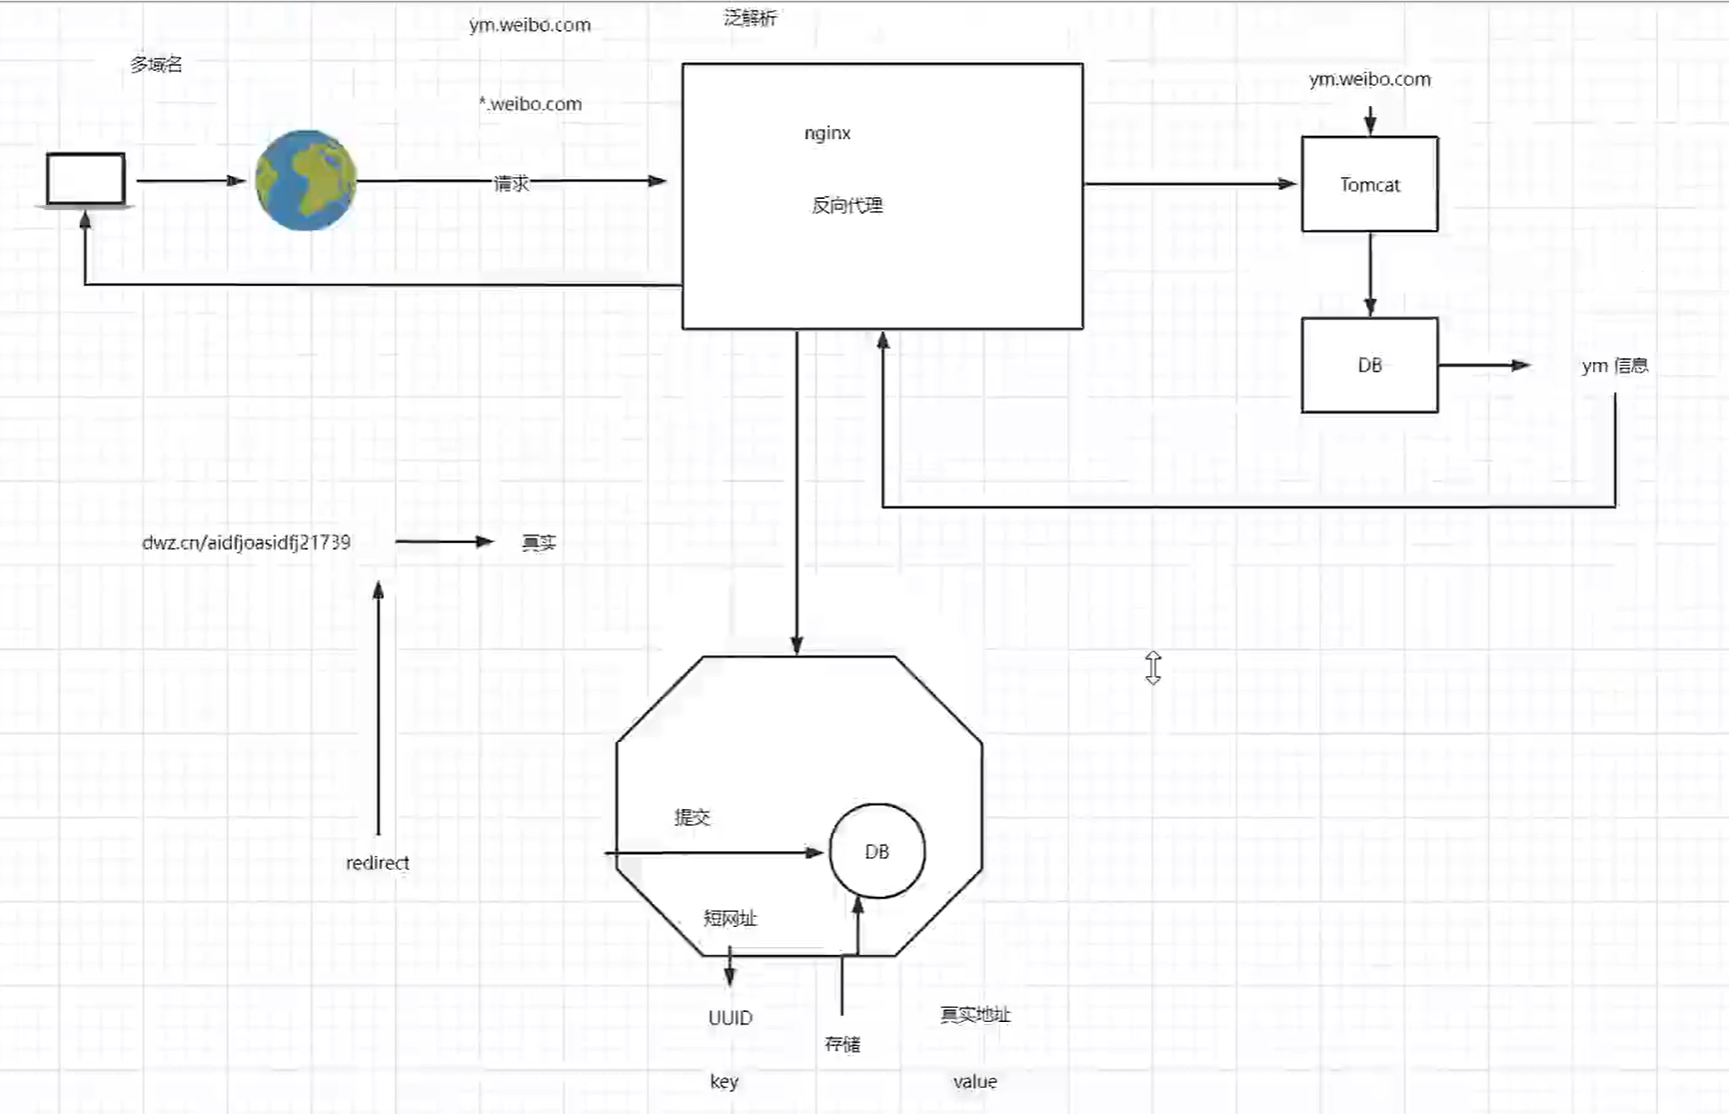 ym.weibo.com
泛解析
多域名
ym.weibo.com
*.weibo.com
nginx
请求
Tomcat
反向代理
DB
ym 信息
dwz.cn/aidfjoasidfj21739
真实
提交
DB
redirect
短网址
UUID
真实地址
存储
key
value